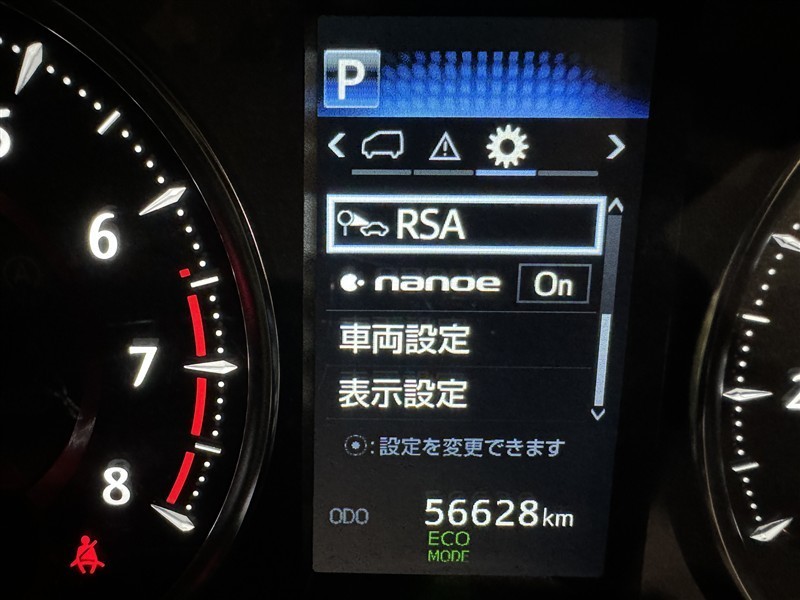 P
RSA
nanoe On
車両設定
表示設定
:設定を変更できます
ODO 56628km
ECO
MODE
6
7
8